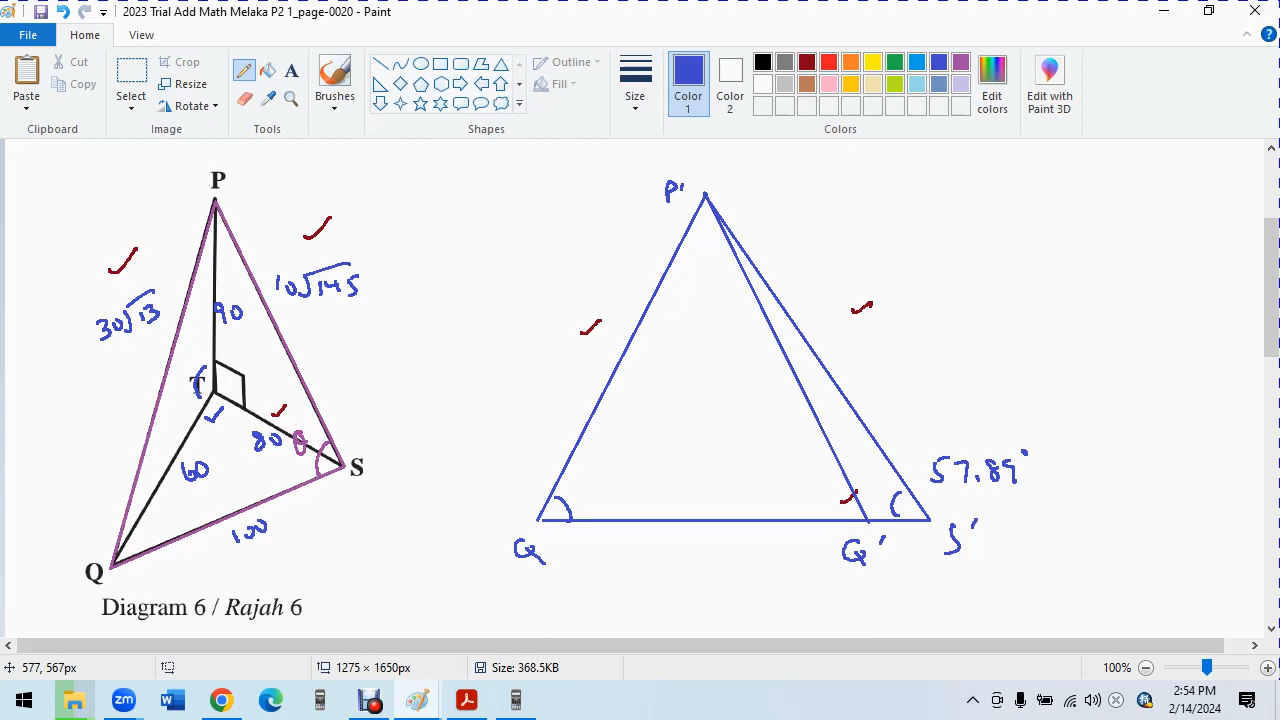 2023 Trial Add Math Melaka P2 1_page-0020 - Paint
File Home View
Paste
Cut
Copy
Clipboard
Select
Crop
Resize
Rotate
Image
Tools
Brushes
Outline
Fill
Shapes
Size
Color 1
Color 2
Edit colors
Colors
Edit with Paint 3D
P
30√13
10√145
90
T
80
θ
S
60
100
Q
Diagram 6 / Rajah 6
P'
57.89°
Q
Q'
S'
577, 567px
1275 × 1650px
Size: 368.5KB
100%
2:54 PM
2/14/2024